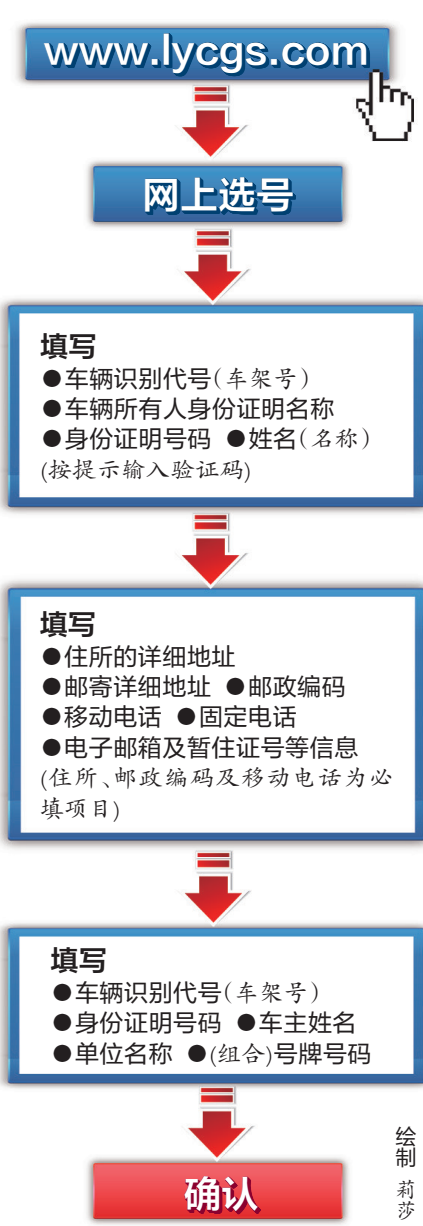 www.lycgs.com
网上选号
填写
●车辆识别代号(车架号)
●车辆所有人身份证明名称
●身份证明号码 ●姓名(名称)
(按提示输入验证码)
填写
●住所的详细地址
●邮寄详细地址 ●邮政编码
●移动电话 ●固定电话
●电子邮箱及暂住证号等信息
(住所、邮政编码及移动电话为必
填项目)
填写
●车辆识别代号(车架号)
●身份证明号码 ●车主姓名
●单位名称 ●(组合)号牌号码
确认
绘制 莉莎